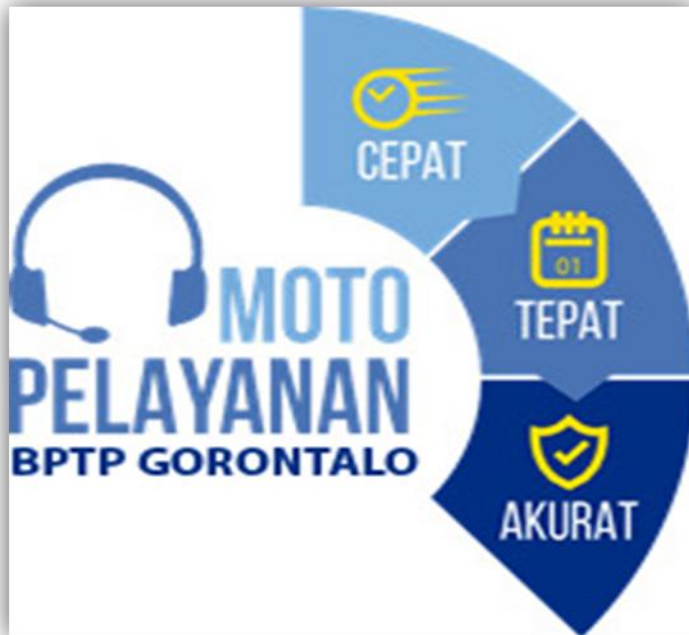 MOTO
PELAYANAN
BPTP GORONTALO
CEPAT
01
TEPAT
AKURAT